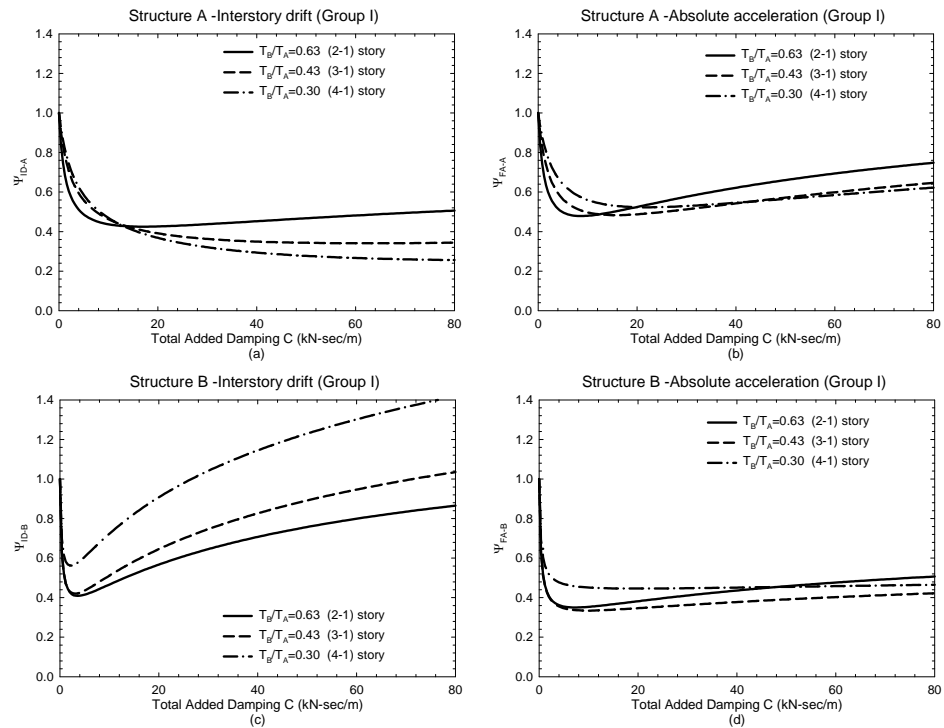 Structure A -Interstory drift (Group I)
1.4
1.2
1.0
0.8
0.6
0.4
0.2
0.0
Ψ_ID-A
T_B/T_A=0.63 (2-1) story
T_B/T_A=0.43 (3-1) story
T_B/T_A=0.30 (4-1) story
0 20 40 60 80
Total Added Damping C (kN-sec/m)
(a)
Structure A -Absolute acceleration (Group I)
1.4
1.2
1.0
0.8
0.6
0.4
0.2
0.0
Ψ_FA-A
T_B/T_A=0.63 (2-1) story
T_B/T_A=0.43 (3-1) story
T_B/T_A=0.30 (4-1) story
0 20 40 60 80
Total Added Damping C (kN-sec/m)
(b)
Structure B -Interstory drift (Group I)
1.4
1.2
1.0
0.8
0.6
0.4
0.2
0.0
Ψ_ID-B
T_B/T_A=0.63 (2-1) story
T_B/T_A=0.43 (3-1) story
T_B/T_A=0.30 (4-1) story
0 20 40 60 80
Total Added Damping C (kN-sec/m)
(c)
Structure B -Absolute acceleration (Group I)
1.4
1.2
1.0
0.8
0.6
0.4
0.2
0.0
Ψ_FA-B
T_B/T_A=0.63 (2-1) story
T_B/T_A=0.43 (3-1) story
T_B/T_A=0.30 (4-1) story
0 20 40 60 80
Total Added Damping C (kN-sec/m)
(d)